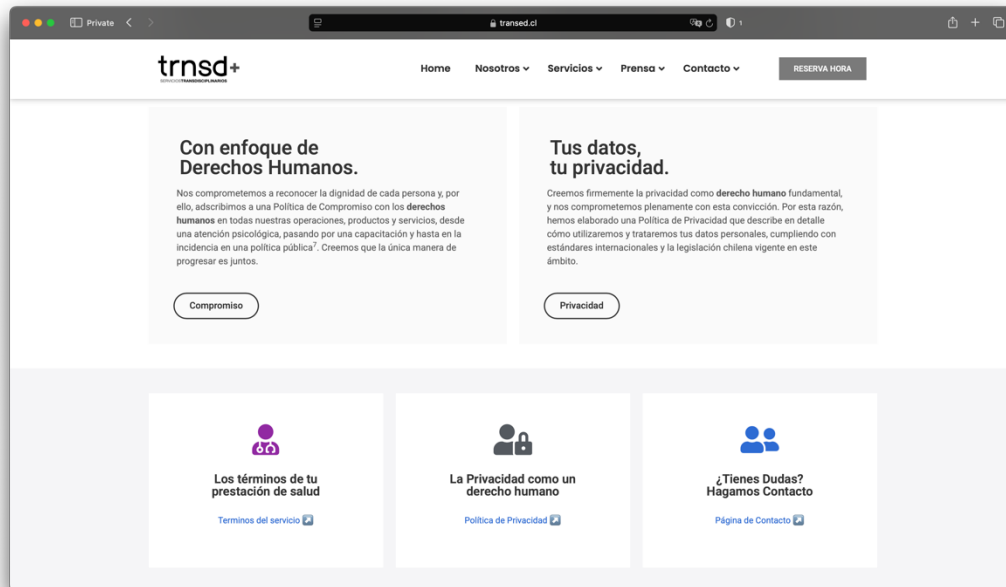 Private
transed.cl
1
trnsd+
SERVICIOSTRANSDISCIPLINARIOS
Home
Nosotros
Servicios
Prensa
Contacto
RESERVA HORA
Con enfoque de
Derechos Humanos.
Nos comprometemos a reconocer la dignidad de cada persona y, por
ello, adscribimos a una Política de Compromiso con los derechos
humanos en todas nuestras operaciones, productos y servicios, desde
una atención psicológica, pasando por una capacitación y hasta en la
incidencia en una política pública7. Creemos que la única manera de
progresar es juntos.
Compromiso
Tus datos,
tu privacidad.
Creemos firmemente la privacidad como derecho humano fundamental,
y nos comprometemos plenamente con esta convicción. Por esta razón,
hemos elaborado una Política de Privacidad que describe en detalle
cómo utilizaremos y trataremos tus datos personales, cumpliendo con
estándares internacionales y la legislación chilena vigente en este
ámbito.
Privacidad
Los términos de tu
prestación de salud
Terminos del servicio
La Privacidad como un
derecho humano
Política de Privacidad
¿Tienes Dudas?
Hagamos Contacto
Página de Contacto